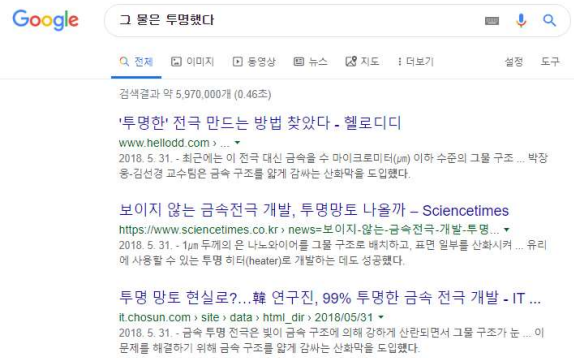 Google 그 물은 투명했다
전체 이미지 동영상 뉴스 지도 더보기 설정 도구
검색결과 약 5,970,000개 (0.46초)
'투명한' 전극 만드는 방법 찾았다 - 헬로디디
www.hellodd.com › ...
2018. 5. 31. - 최근에는 이 전극 대신 금속을 수 마이크로미터(㎛) 이하 수준의 그물 구조 ... 박장
웅-김선경 교수팀은 금속 구조를 얇게 감싸는 산화막을 도입했다.
보이지 않는 금속전극 개발, 투명망토 나올까 – Sciencetimes
https://www.sciencetimes.co.kr › news=보이지-않는-금속전극-개발-투명...
2018. 5. 31. - 1㎛ 두께의 은 나노와이어를 그물 구조로 배치하고, 표면 일부를 산화시켜 ... 유리
에 사용할 수 있는 투명 히터(heater)로 개발하는 데도 성공했다.
투명 망토 현실로?…韓 연구진, 99% 투명한 금속 전극 개발 - IT ...
it.chosun.com › site › data › html_dir › 2018/05/31
2018. 5. 31. - 금속 투명 전극은 빛이 금속 구조에 의해 강하게 산란되면서 그물 구조가 눈 ... 이
문제를 해결하기 위해 금속 구조를 얇게 감싸는 산화막을 도입했다.